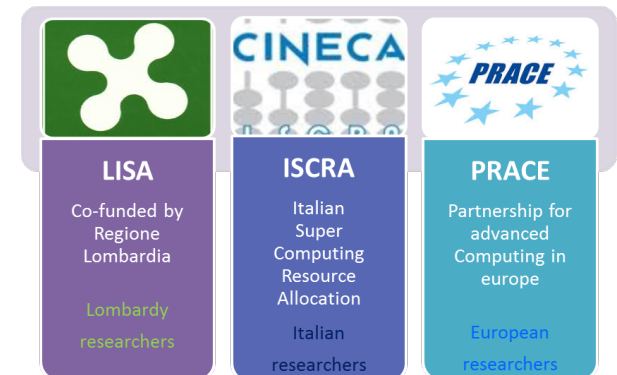 CINECA
ISCRA
PRACE
LISA
Co-funded by
Regione
Lombardia
Lombardy
researchers
ISCRA
Italian
Super
Computing
Resource
Allocation
Italian
researchers
PRACE
Partnership for
advanced
Computing in
europe
European
researchers